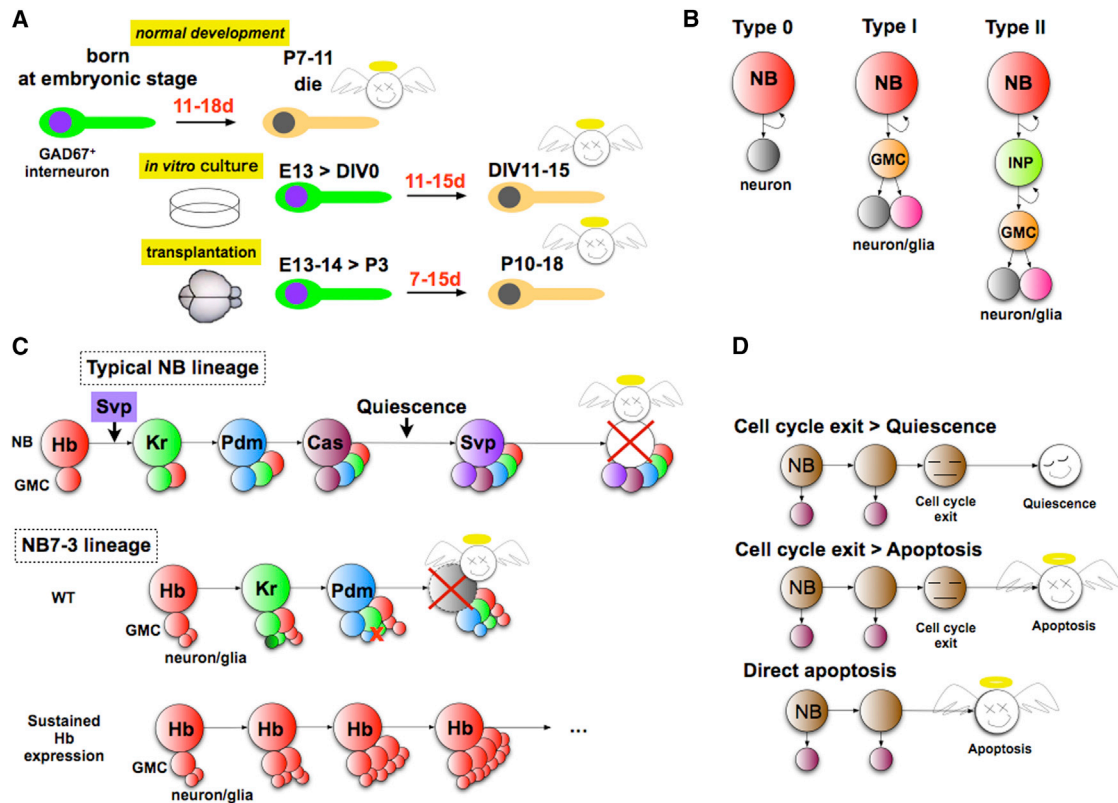 A
normal development
born
at embryonic stage
P7-11
die
11-18d
GAD67+
interneuron
in vitro culture
E13 > DIV0
11-15d
DIV11-15
transplantation
E13-14 > P3
7-15d
P10-18
B
Type 0
Type I
Type II
NB
NB
NB
neuron
GMC
INP
neuron/glia
GMC
neuron/glia
C
Typical NB lineage
Svp
Quiescence
NB
Hb
Kr
Pdm
Cas
Svp
GMC
NB7-3 lineage
WT
Hb
Kr
Pdm
GMC
x
neuron/glia
Sustained
Hb
expression
Hb
Hb
Hb
Hb
...
GMC
neuron/glia
D
Cell cycle exit > Quiescence
NB
Cell cycle
exit
Quiescence
Cell cycle exit > Apoptosis
NB
Cell cycle
exit
Apoptosis
Direct apoptosis
NB
Apoptosis